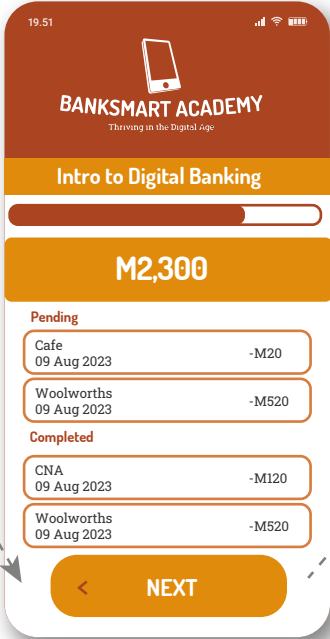 19.51
BANKSMART ACADEMY
Thriving in the Digital Age
Intro to Digital Banking
M2,300
Pending
Cafe
09 Aug 2023
-M20
Woolworths
09 Aug 2023
-M520
Completed
CNA
09 Aug 2023
-M120
Woolworths
09 Aug 2023
-M520
< NEXT